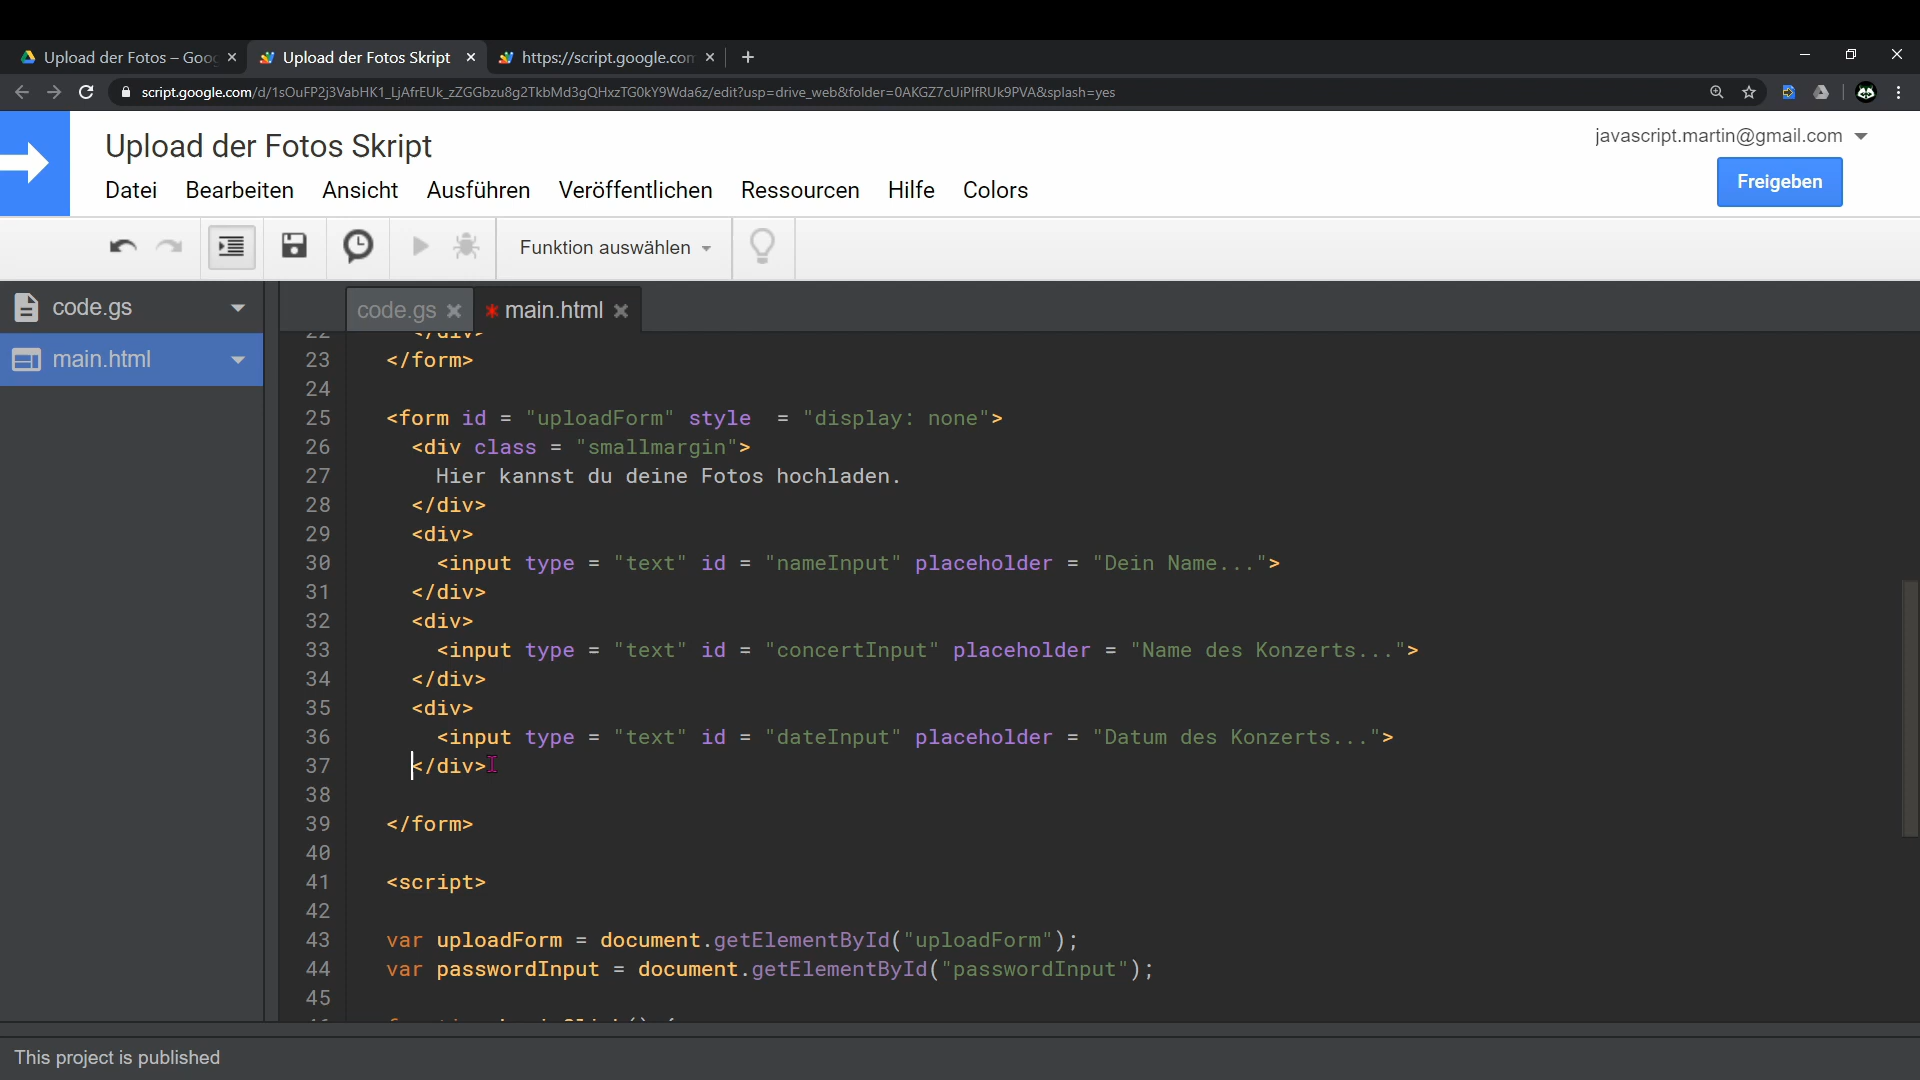 Upload der Fotos – Goo
Upload der Fotos Skript
https://script.google.com
script.google.com/d/1sOuFP2j3VabHK1_LjAfrEUk_zZGGbzu8g2TkbMd3gQHxzTG0kY9Wda6z/edit?usp=drive_web&folder=0AKGZ7cUiPIfRUk9PVA&splash=yes
Upload der Fotos Skript
javascript.martin@gmail.com
Datei Bearbeiten Ansicht Ausführen Veröffentlichen Ressourcen Hilfe Colors
Freigeben
Funktion auswählen
code.gs
main.html
code.gs
* main.html
22 </div>
23 </form>
24
25 <form id = "uploadForm" style  = "display: none">
26 <div class = "smallmargin">
27 Hier kannst du deine Fotos hochladen.
28 </div>
29 <div>
30 <input type = "text" id = "nameInput" placeholder = "Dein Name...">
31 </div>
32 <div>
33 <input type = "text" id = "concertInput" placeholder = "Name des Konzerts...">
34 </div>
35 <div>
36 <input type = "text" id = "dateInput" placeholder = "Datum des Konzerts...">
37 </div>
38
39 </form>
40
41 <script>
42
43 var uploadForm = document.getElementById("uploadForm");
44 var passwordInput = document.getElementById("passwordInput");
45
This project is published